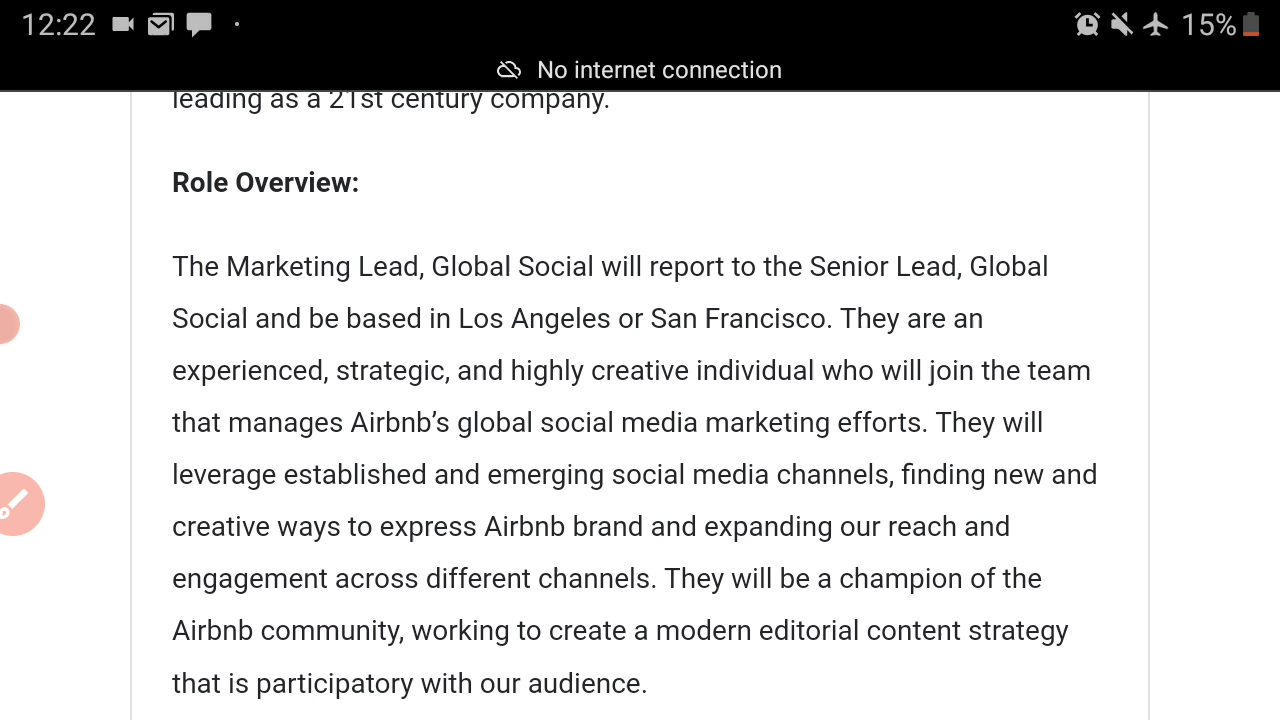 12:22
15%
No internet connection
leading as a 21st century company.
Role Overview:
The Marketing Lead, Global Social will report to the Senior Lead, Global
Social and be based in Los Angeles or San Francisco. They are an
experienced, strategic, and highly creative individual who will join the team
that manages Airbnb’s global social media marketing efforts. They will
leverage established and emerging social media channels, finding new and
creative ways to express Airbnb brand and expanding our reach and
engagement across different channels. They will be a champion of the
Airbnb community, working to create a modern editorial content strategy
that is participatory with our audience.